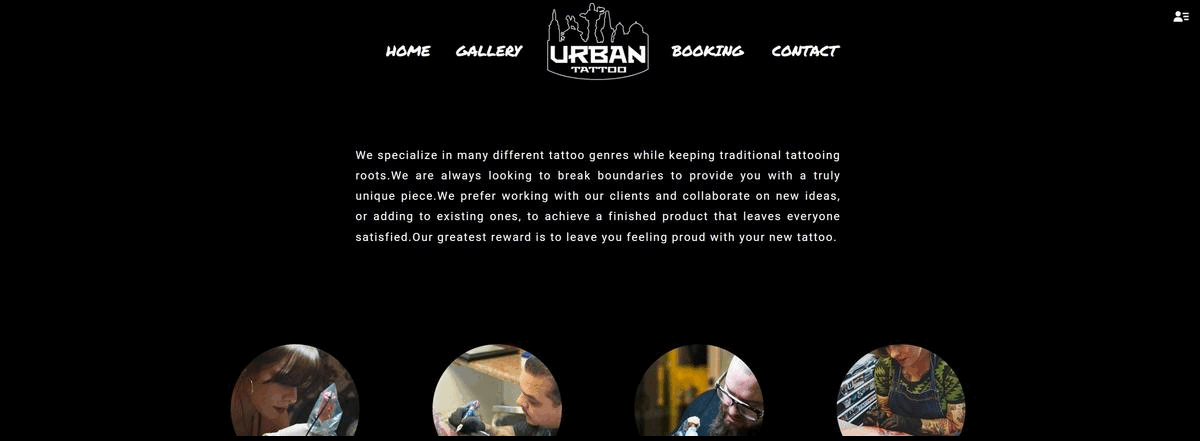 HOME GALLERY URBAN TATTOO BOOKING CONTACT
We specialize in many different tattoo genres while keeping traditional tattooing
roots.We are always looking to break boundaries to provide you with a truly
unique piece.We prefer working with our clients and collaborate on new ideas,
or adding to existing ones, to achieve a finished product that leaves everyone
satisfied.Our greatest reward is to leave you feeling proud with your new tattoo.